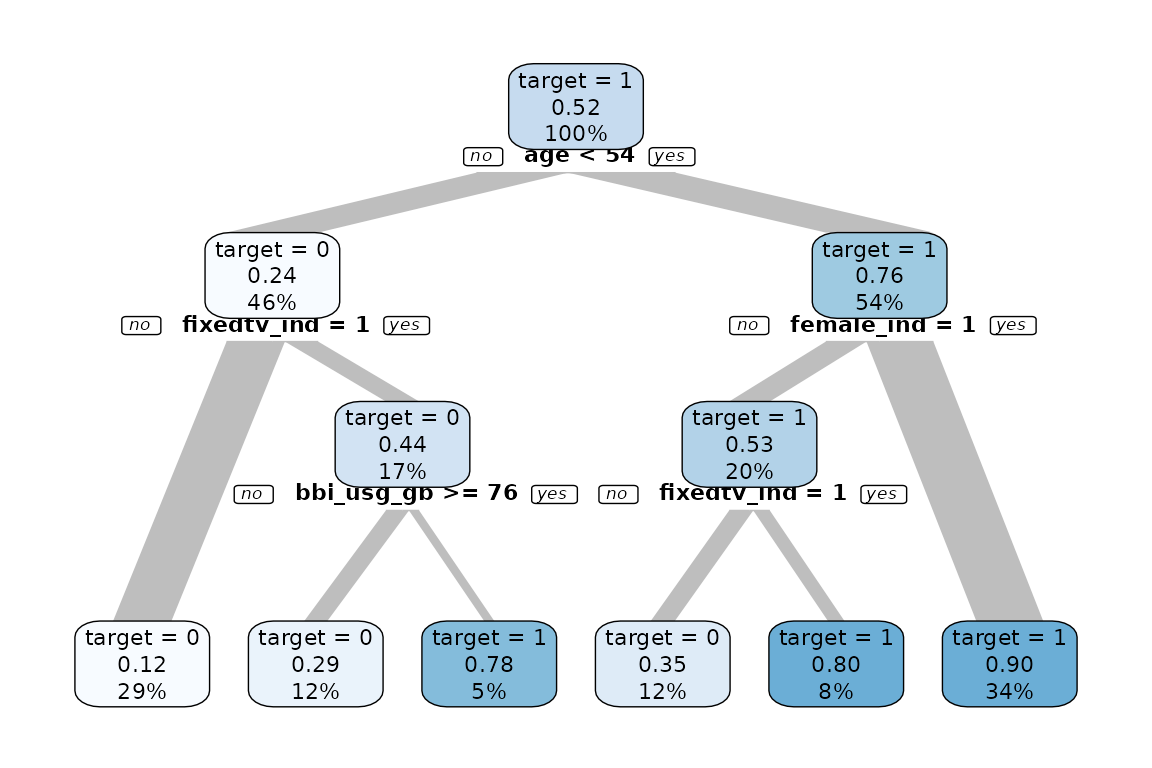 target = 1
0.52
100%
no age < 54 yes
target = 0
0.24
46%
target = 1
0.76
54%
no fixedtv_ind = 1 yes
no female_ind = 1 yes
target = 0
0.44
17%
target = 1
0.53
20%
no bbi_usg_gb >= 76 yes
no fixedtv_ind = 1 yes
target = 0
0.12
29%
target = 0
0.29
12%
target = 1
0.78
5%
target = 0
0.35
12%
target = 1
0.80
8%
target = 1
0.90
34%